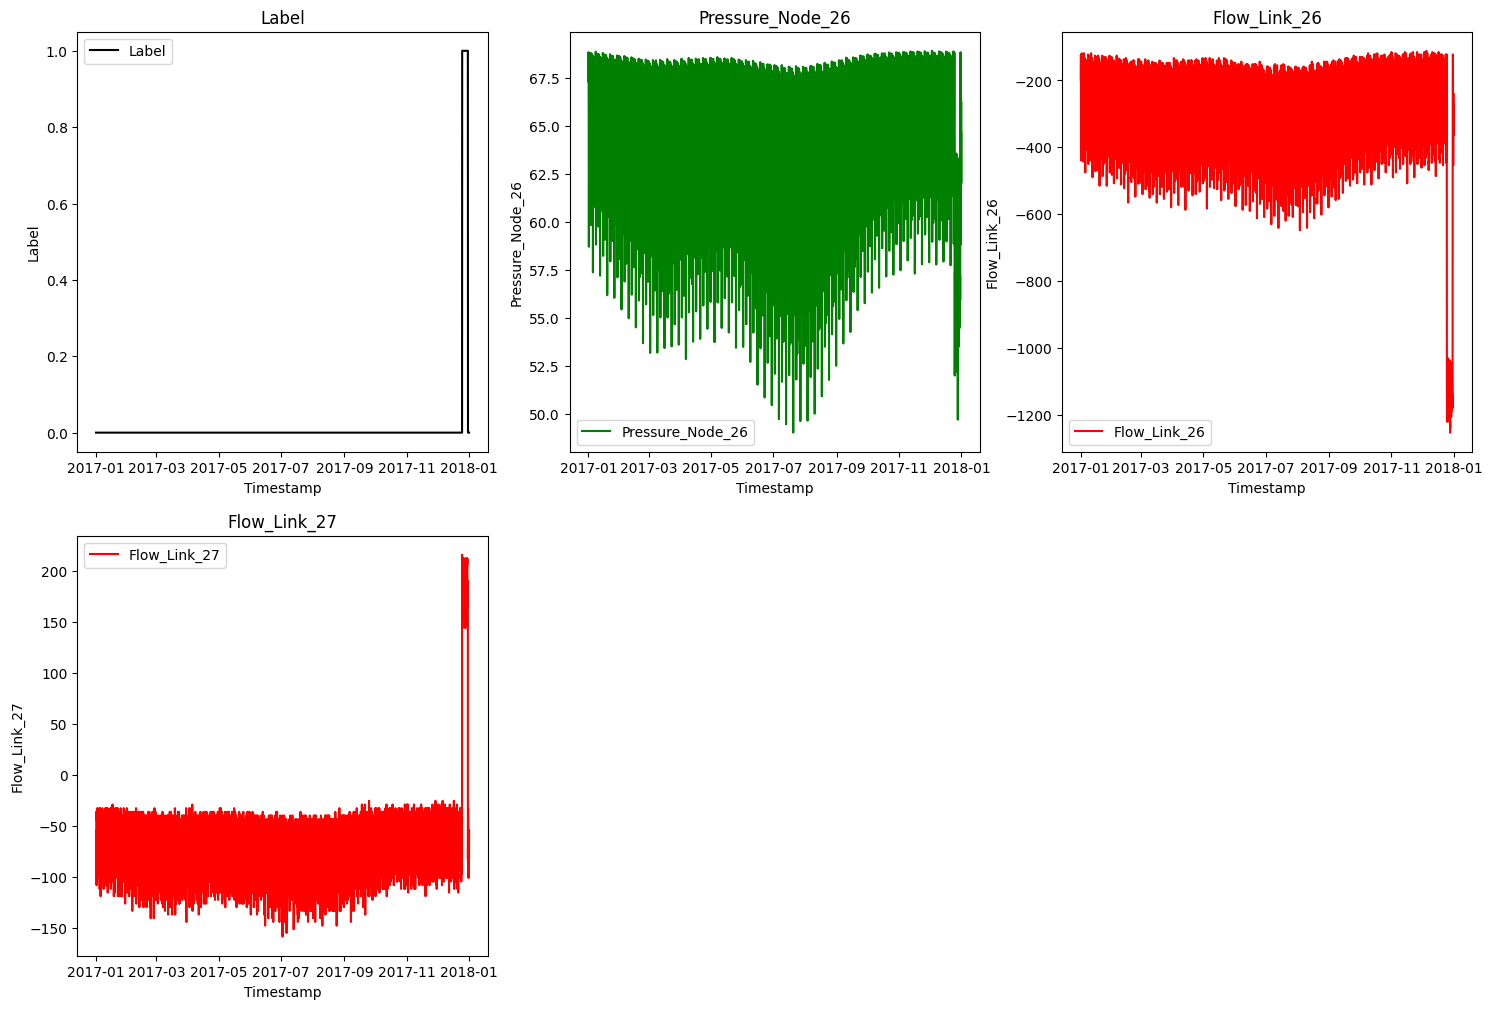 Label
Label
1.0
0.8
0.6
0.4
0.2
0.0
Label
2017-01 2017-03 2017-05 2017-07 2017-09 2017-11 2018-01
Timestamp
Pressure_Node_26
67.5
65.0
62.5
60.0
57.5
55.0
52.5
50.0
Pressure_Node_26
Pressure_Node_26
2017-01 2017-03 2017-05 2017-07 2017-09 2017-11 2018-01
Timestamp
Flow_Link_26
−200
−400
−600
−800
−1000
−1200
Flow_Link_26
Flow_Link_26
2017-01 2017-03 2017-05 2017-07 2017-09 2017-11 2018-01
Timestamp
Flow_Link_27
Flow_Link_27
200
150
100
50
0
−50
−100
−150
Flow_Link_27
2017-01 2017-03 2017-05 2017-07 2017-09 2017-11 2018-01
Timestamp